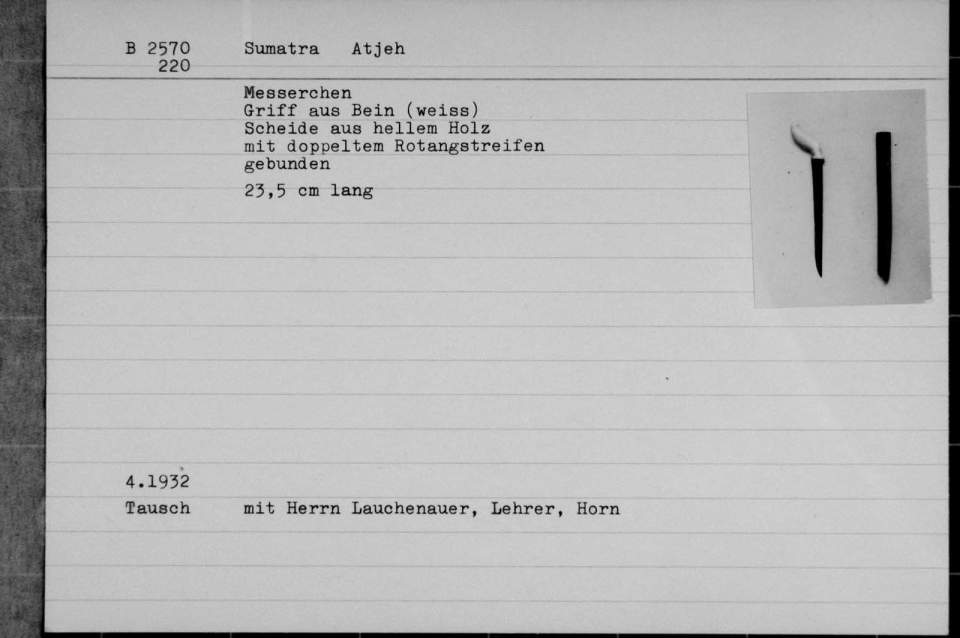 B 2570 Sumatra Atjeh
220
Messerchen
Griff aus Bein (weiss)
Scheide aus hellem Holz
mit doppeltem Rotangstreifen
gebunden
23,5 cm lang
4.1932
Tausch mit Herrn Lauchenauer, Lehrer, Horn